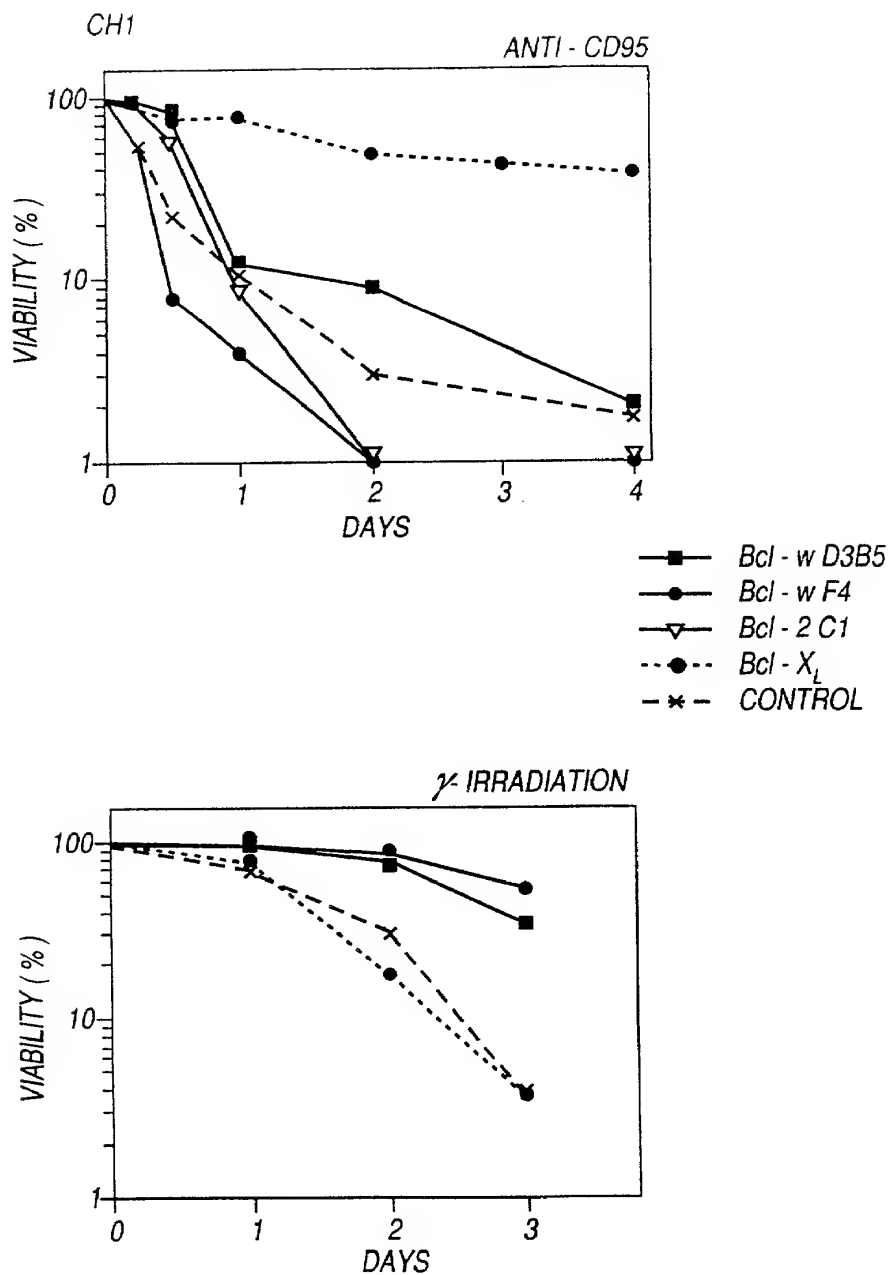 CH1
ANTI - CD95
100
10
1
VIABILITY ( % )
0 1 2 3 4
DAYS
Bcl - w D3B5
Bcl - w F4
Bcl - 2 C1
Bcl - X_L
CONTROL
γ- IRRADIATION
100
10
1
VIABILITY ( % )
0 1 2 3
DAYS